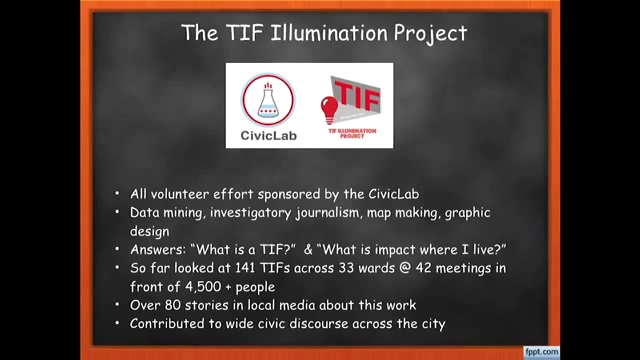 The TIF Illumination Project
CivicLab
TIF
TIF ILLUMINATION
PROJECT
• All volunteer effort sponsored by the CivicLab
• Data mining, investigatory journalism, map making, graphic
design
• Answers: “What is a TIF?” & “What is impact where I live?”
• So far looked at 141 TIFs across 33 wards @ 42 meetings in
front of 4,500 + people
• Over 80 stories in local media about this work
• Contributed to wide civic discourse across the city
fppt.com